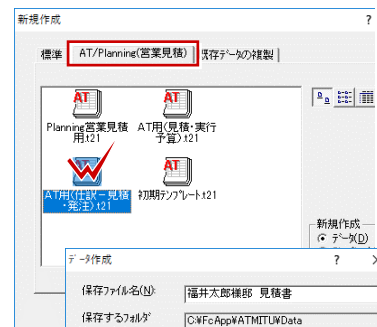 新規作成
?
標準
AT/Planning(営業見積)
既存ﾃﾞｰﾀの複製
AT
AT
Planning営業見積
用.t21
AT用(見積・実行
予算).t21
AT
AT用(仕訳－見積
・発注).t21
初期ﾃﾝﾌﾟﾚｰﾄ.t21
新規作成
ﾃﾞｰﾀ(D)
ﾃﾞｰﾀ作成
?
保存ﾌｧｲﾙ名(N):
福井太郎様邸 見積書
保存するﾌｫﾙﾀﾞ
C:¥FcApp¥ATMITU¥Data